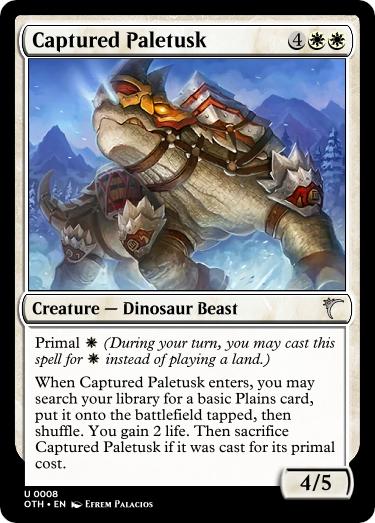 Captured Paletusk 4
Creature — Dinosaur Beast
Primal (During your turn, you may cast this
spell for instead of playing a land.)
When Captured Paletusk enters, you may
search your library for a basic Plains card,
put it onto the battlefield tapped, then
shuffle. You gain 2 life. Then sacrifice
Captured Paletusk if it was cast for its primal
cost.
4/5
U 0008
OTH • EN Efrem Palacios